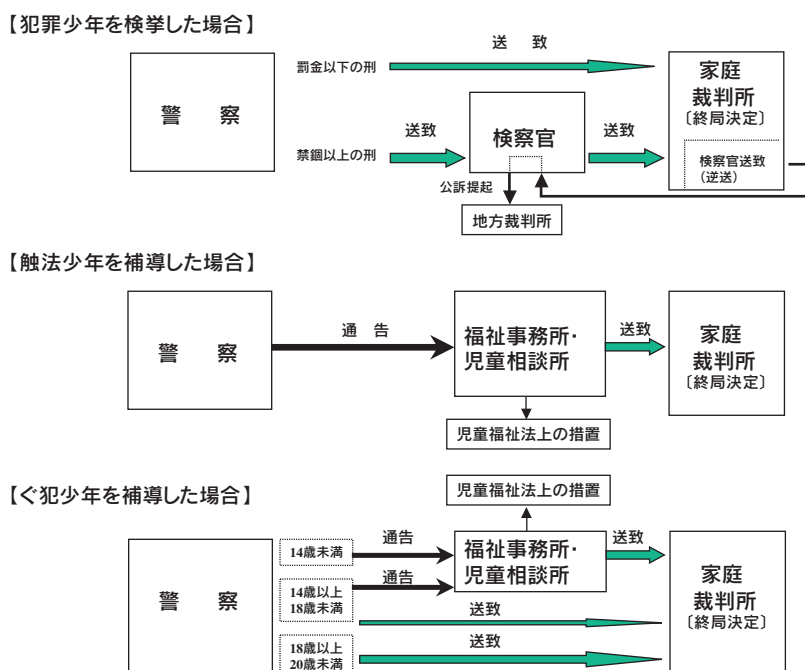 【犯罪少年を検挙した場合】
警　察
罰金以下の刑
送　致
家庭
裁判所
〔終局決定〕
禁錮以上の刑
送致
検察官
送致
検察官送致
（逆送）
公訴提起
地方裁判所
【触法少年を補導した場合】
警　察
通　告
福祉事務所・
児童相談所
送致
家庭
裁判所
〔終局決定〕
児童福祉法上の措置
【ぐ犯少年を補導した場合】
児童福祉法上の措置
警　察
14歳未満
通告
福祉事務所・
児童相談所
送致
14歳以上
18歳未満
通告
送致
18歳以上
20歳未満
送致
家庭
裁判所
〔終局決定〕